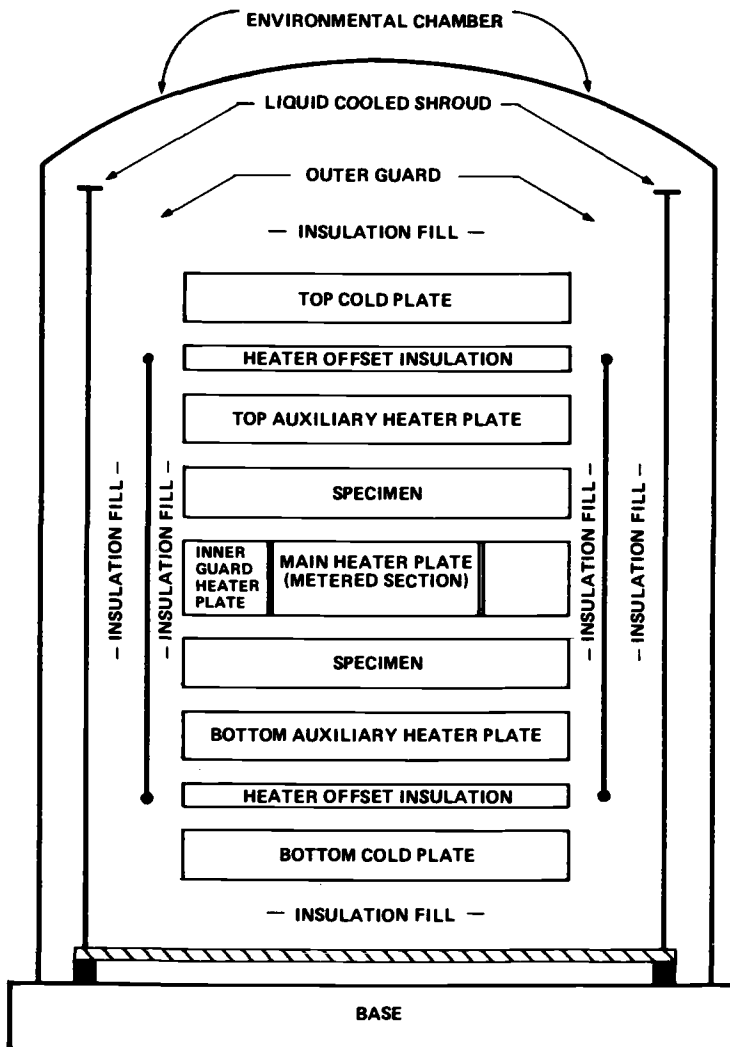 ENVIRONMENTAL CHAMBER
LIQUID COOLED SHROUD
OUTER GUARD
— INSULATION FILL —
TOP COLD PLATE
HEATER OFFSET INSULATION
TOP AUXILIARY HEATER PLATE
— INSULATION FILL —
— INSULATION FILL —
SPECIMEN
— INSULATION FILL —
— INSULATION FILL —
INNER
GUARD
HEATER
PLATE
MAIN HEATER PLATE
(METERED SECTION)
SPECIMEN
BOTTOM AUXILIARY HEATER PLATE
HEATER OFFSET INSULATION
BOTTOM COLD PLATE
— INSULATION FILL —
BASE